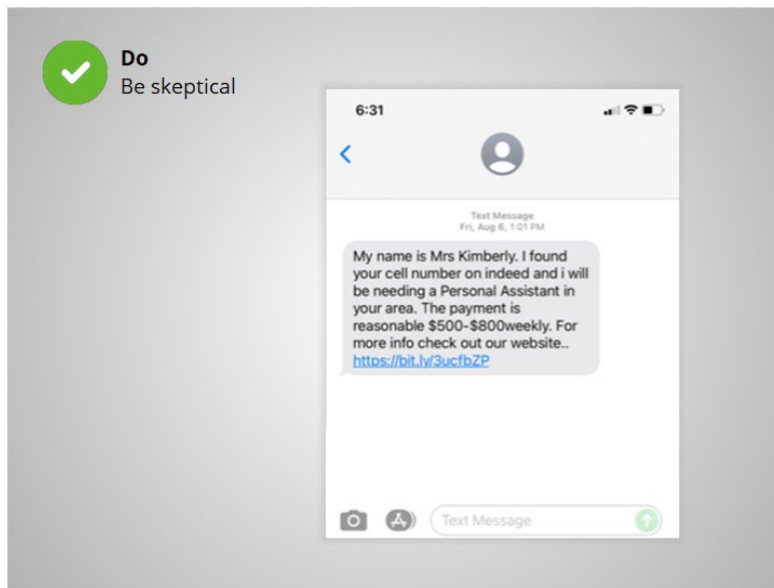 Do
Be skeptical
6:31
Text Message
Fri, Aug 6, 1:01 PM
My name is Mrs Kimberly. I found
your cell number on indeed and i will
be needing a Personal Assistant in
your area. The payment is
reasonable $500-$800weekly. For
more info check out our website..
https://bit.ly/3ucfbZP
Text Message